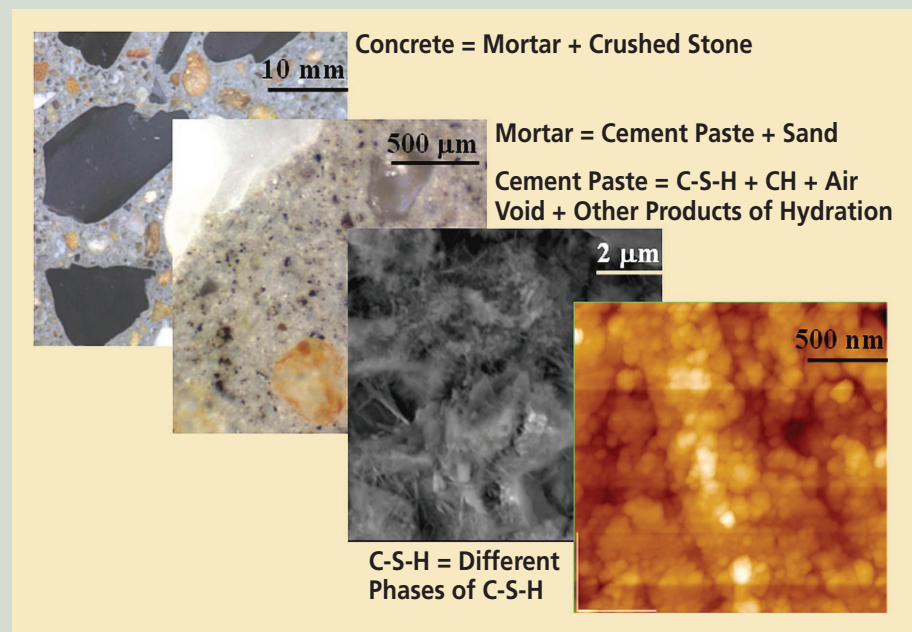 Concrete = Mortar + Crushed Stone
10 mm
500 µm
Mortar = Cement Paste + Sand
Cement Paste = C-S-H + CH + Air
Void + Other Products of Hydration
2 µm
500 nm
C-S-H = Different
Phases of C-S-H